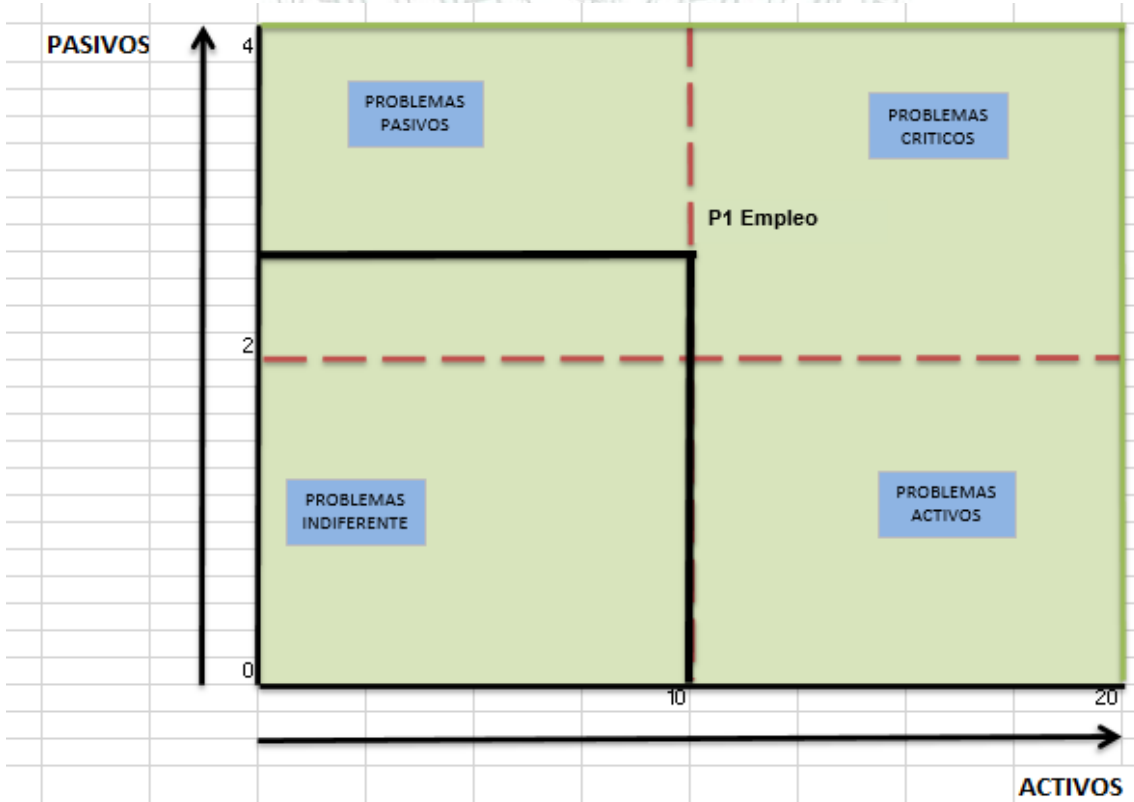 PASIVOS
4
PROBLEMAS
PASIVOS
PROBLEMAS
CRITICOS
P1 Empleo
2
PROBLEMAS
INDIFERENTE
PROBLEMAS
ACTIVOS
0
10
20
ACTIVOS